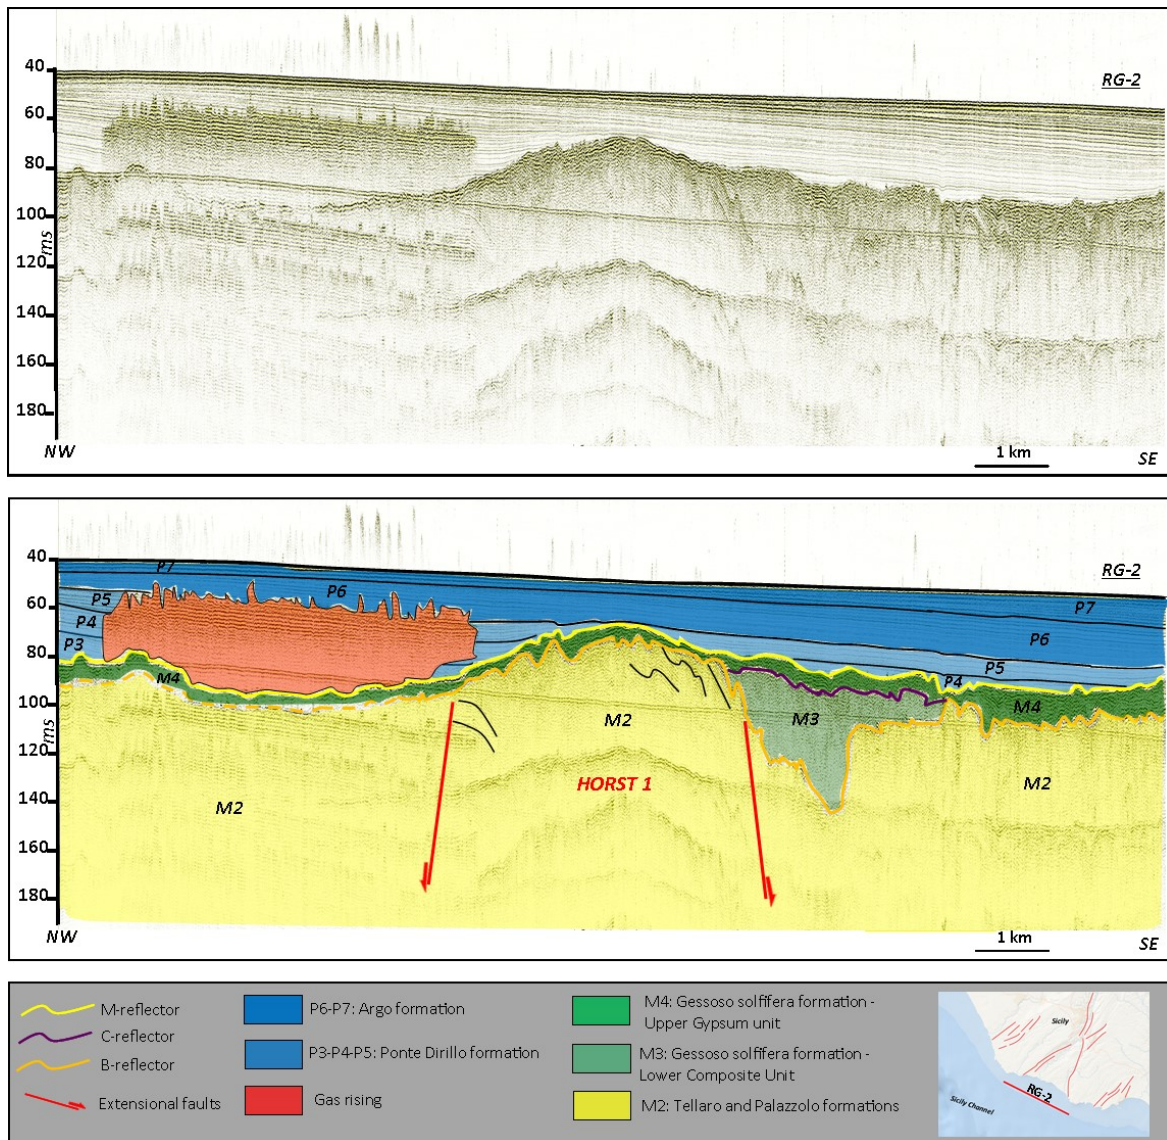 RG-2
40
60
80
100
ms
120
140
160
180
NW
1 km
SE
RG-2
40
P7
P6
P5
60
P7
P4
P6
P3
80
P5
M4
P4
100
M3
M4
ms
M2
120
HORST 1
M2
140
M2
160
180
NW
1 km
SE
M-reflector
P6-P7: Argo formation
M4: Gessoso solfifera formation -
Upper Gypsum unit
C-reflector
P3-P4-P5: Ponte Dirillo formation
M3: Gessoso solfifera formation -
Lower Composite Unit
B-reflector
Extensional faults
Gas rising
M2: Tellaro and Palazzolo formations
Sicily
RG-2
Sicily Channel